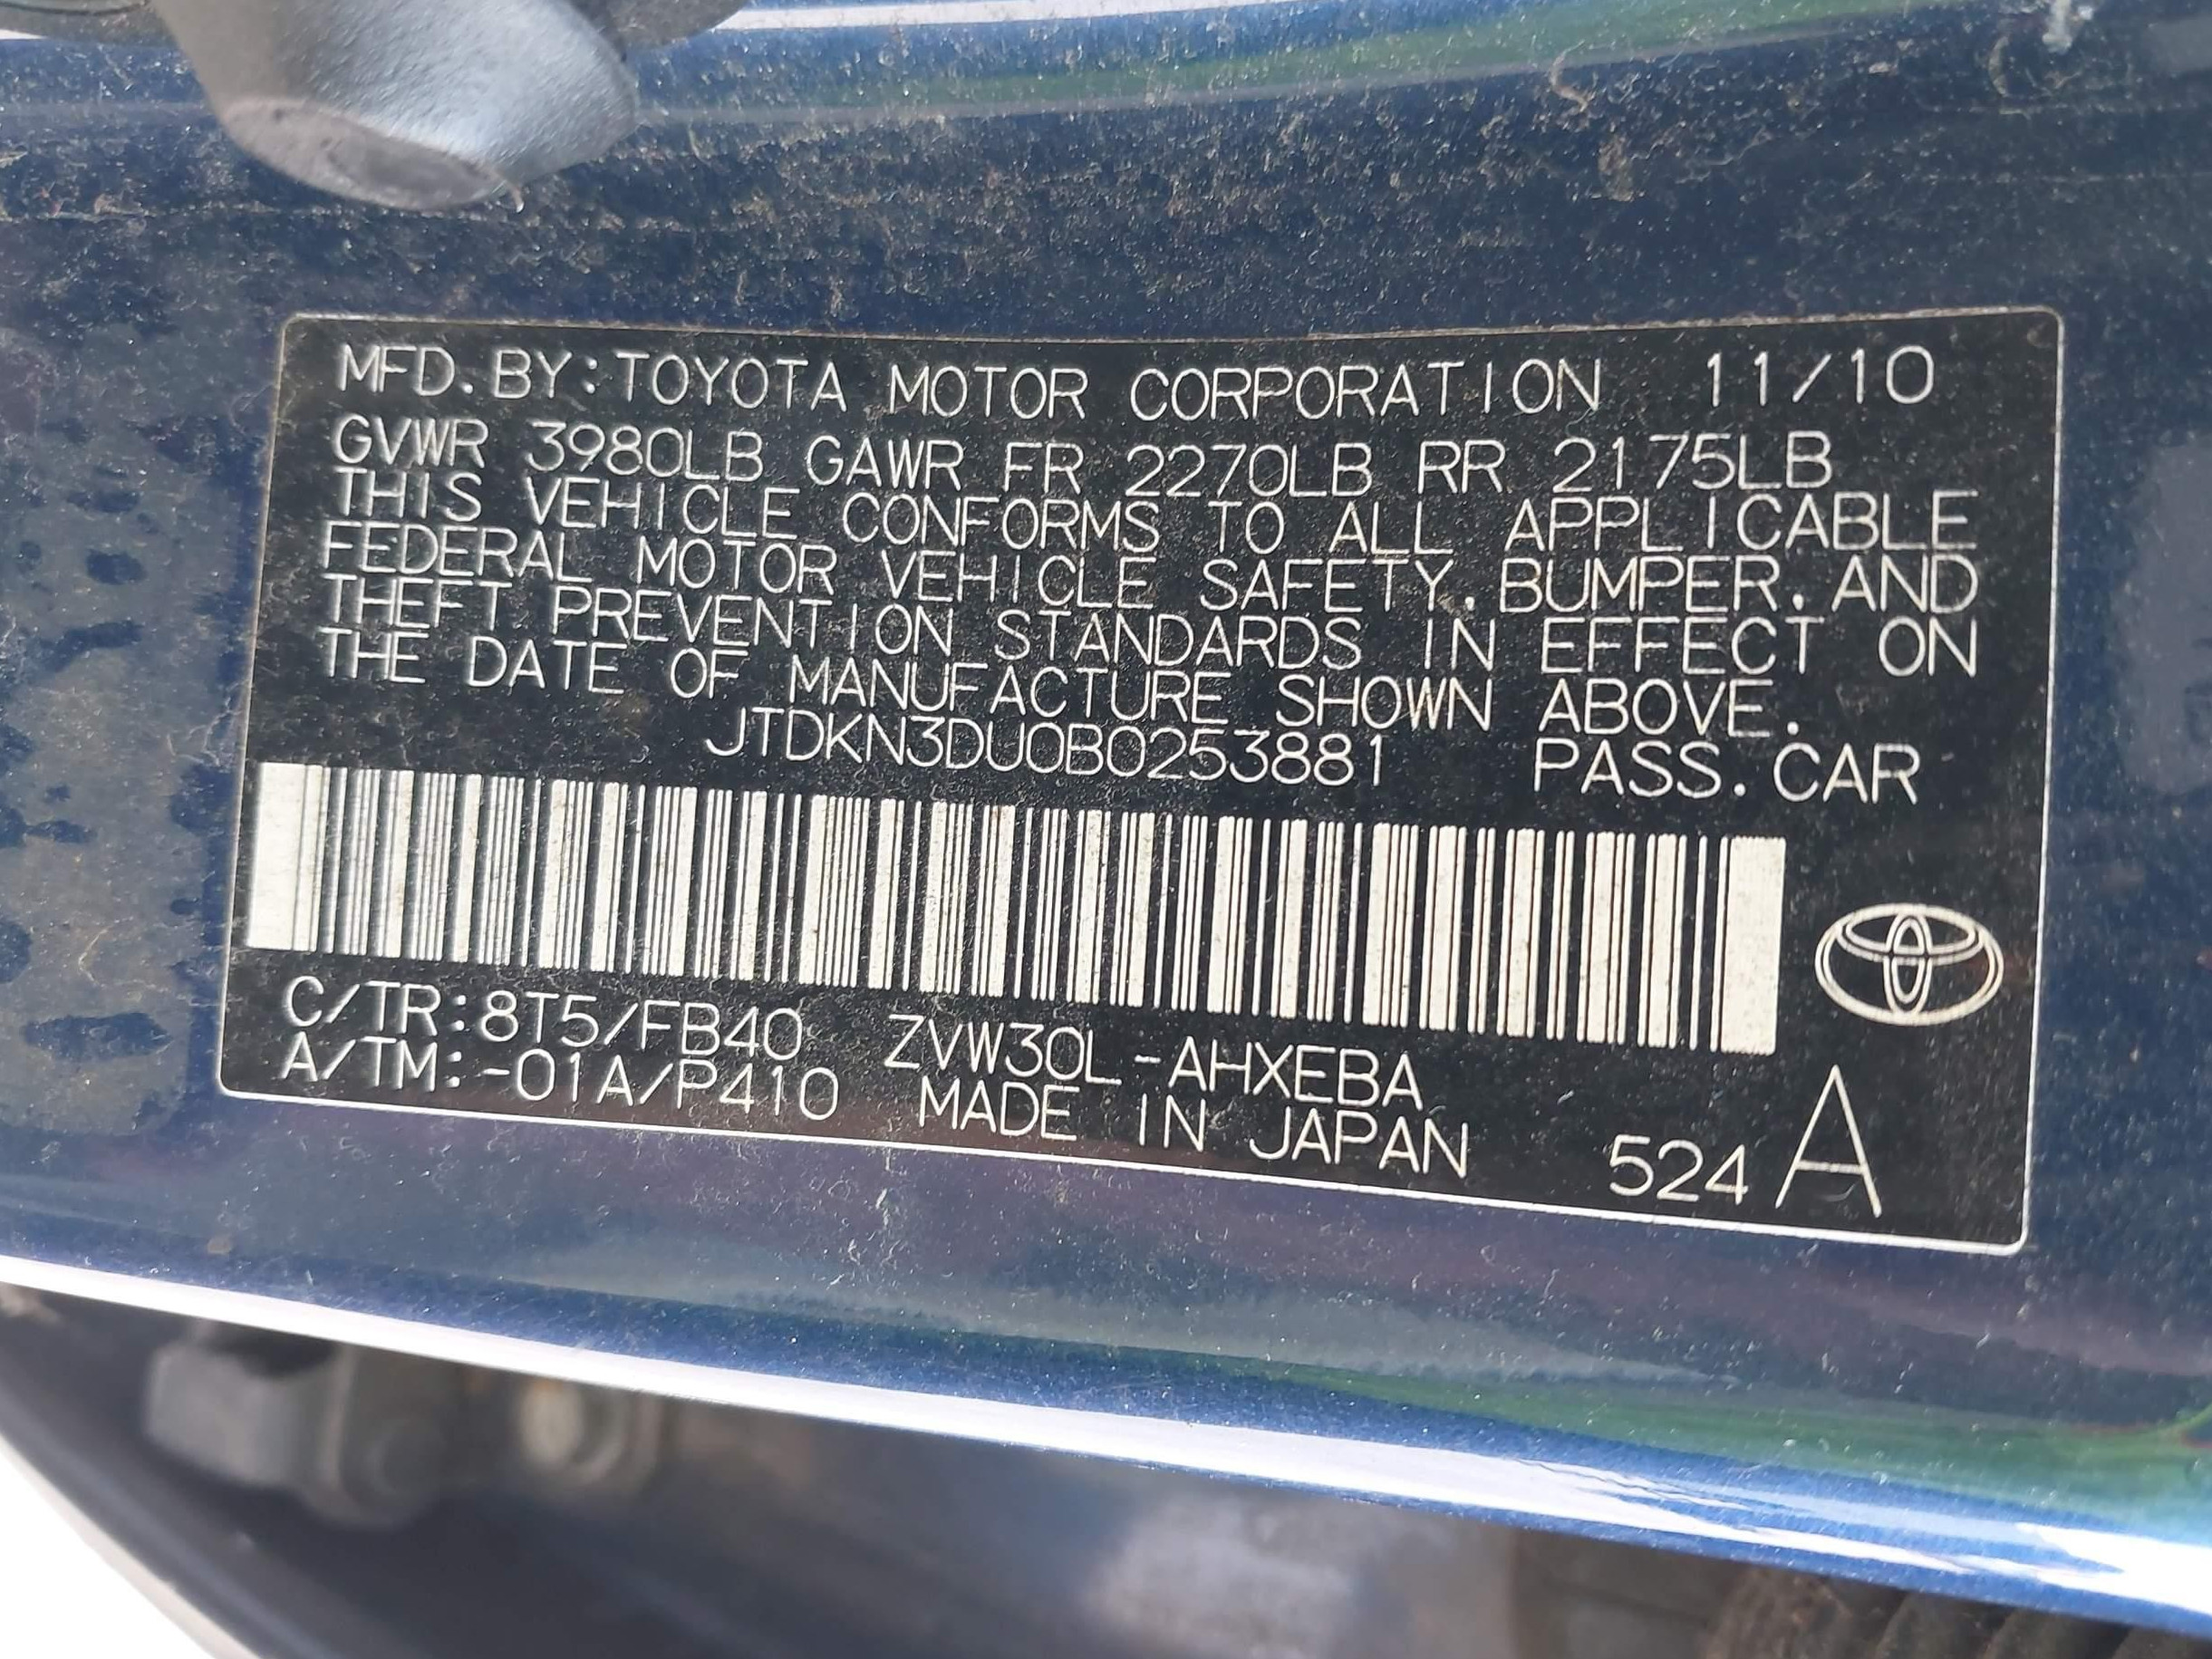 MFD. BY: TOYOTA MOTOR CORPORATION 11/10
GVWR 3980LB GAWR FR 2270LB RR 2175LB
THIS VEHICLE CONFORMS TO ALL APPLICABLE
FEDERAL MOTOR VEHICLE SAFETY, BUMPER, AND
THEFT PREVENTION STANDARDS IN EFFECT ON
THE DATE OF MANUFACTURE SHOWN ABOVE.
JTDKN3DU0B0253881 PASS. CAR
C/TR:8T5/FB40 ZVW30L-AHXEBA
A/TM:-01A/P410 MADE IN JAPAN 524 A